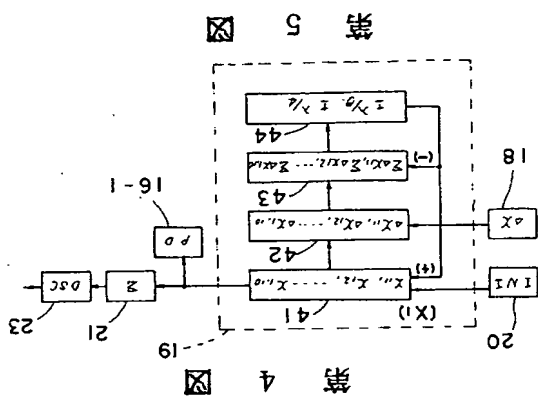 第 4 図
19
20
41
21
23
INI
(X1)
X11, X12, ...... X1,10
Σ
DSC
(+)
42
PD
16-1
18
ΔX
ΔX11, ΔX12, ...... ΔX1,10
43
(-)
ΣΔX11, ΣΔX12, ...... ΣΔX1,10
44
第 5 図